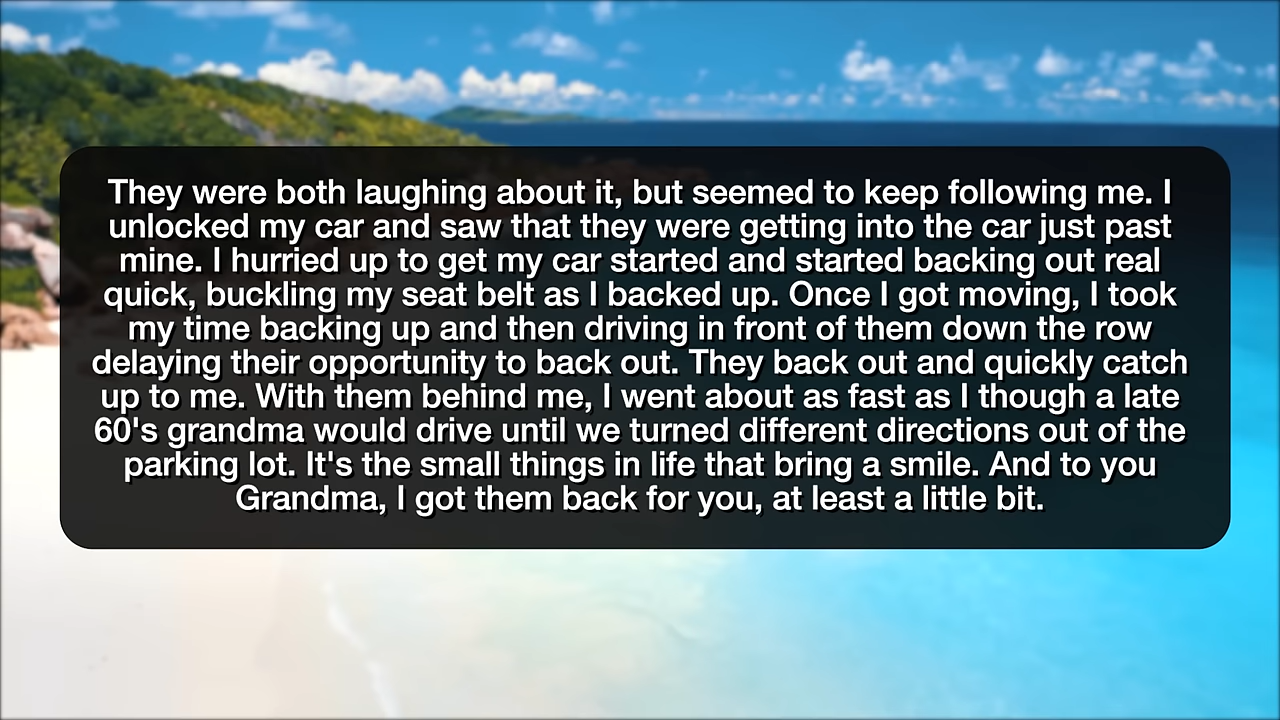 They were both laughing about it, but seemed to keep following me. I
unlocked my car and saw that they were getting into the car just past
mine. I hurried up to get my car started and started backing out real
quick, buckling my seat belt as I backed up. Once I got moving, I took
my time backing up and then driving in front of them down the row
delaying their opportunity to back out. They back out and quickly catch
up to me. With them behind me, I went about as fast as I though a late
60's grandma would drive until we turned different directions out of the
parking lot. It's the small things in life that bring a smile. And to you
Grandma, I got them back for you, at least a little bit.